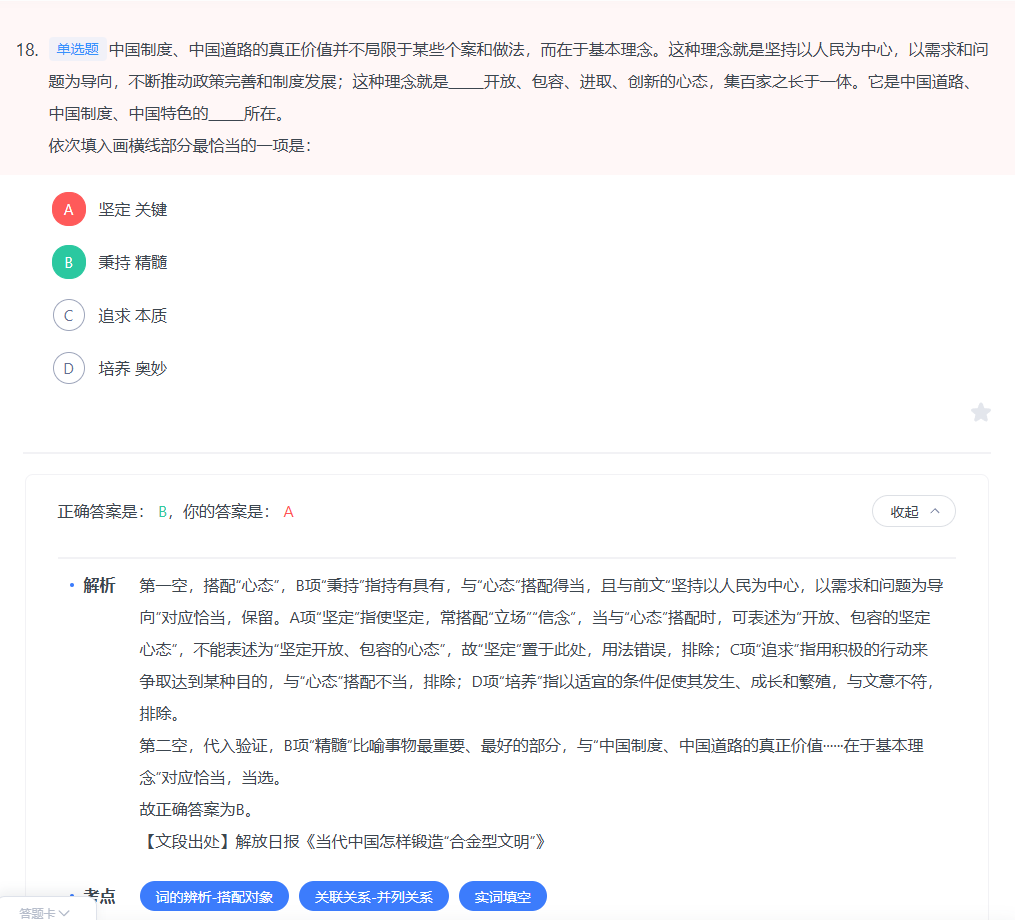 18. 单选题 中国制度、中国道路的真正价值并不局限于某些个案和做法，而在于基本理念。这种理念就是坚持以人民为中心，以需求和问
题为导向，不断推动政策完善和制度发展；这种理念就是____开放、包容、进取、创新的心态，集百家之长于一体。它是中国道路、
中国制度、中国特色的____所在。
依次填入画横线部分最恰当的一项是：
A 坚定 关键
B 秉持 精髓
C 追求 本质
D 培养 奥妙
正确答案是： B，你的答案是： A
收起
解析 第一空，搭配“心态”，B项“秉持”指持有具有，与“心态”搭配得当，且与前文“坚持以人民为中心，以需求和问题为导
向”对应恰当，保留。A项“坚定”指使坚定，常搭配“立场”“信念”，当与“心态”搭配时，可表述为“开放、包容的坚定
心态”，不能表述为“坚定开放、包容的心态”，故“坚定”置于此处，用法错误，排除；C项“追求”指用积极的行动来
争取达到某种目的，与“心态”搭配不当，排除；D项“培养”指以适宜的条件促使其发生、成长和繁殖，与文意不符，
排除。
第二空，代入验证，B项“精髓”比喻事物最重要、最好的部分，与“中国制度、中国道路的真正价值……在于基本理
念”对应恰当，当选。
故正确答案为B。
【文段出处】解放日报《当代中国怎样锻造“合金型文明”》
考点 词的辨析-搭配对象 关联关系-并列关系 实词填空
答题卡